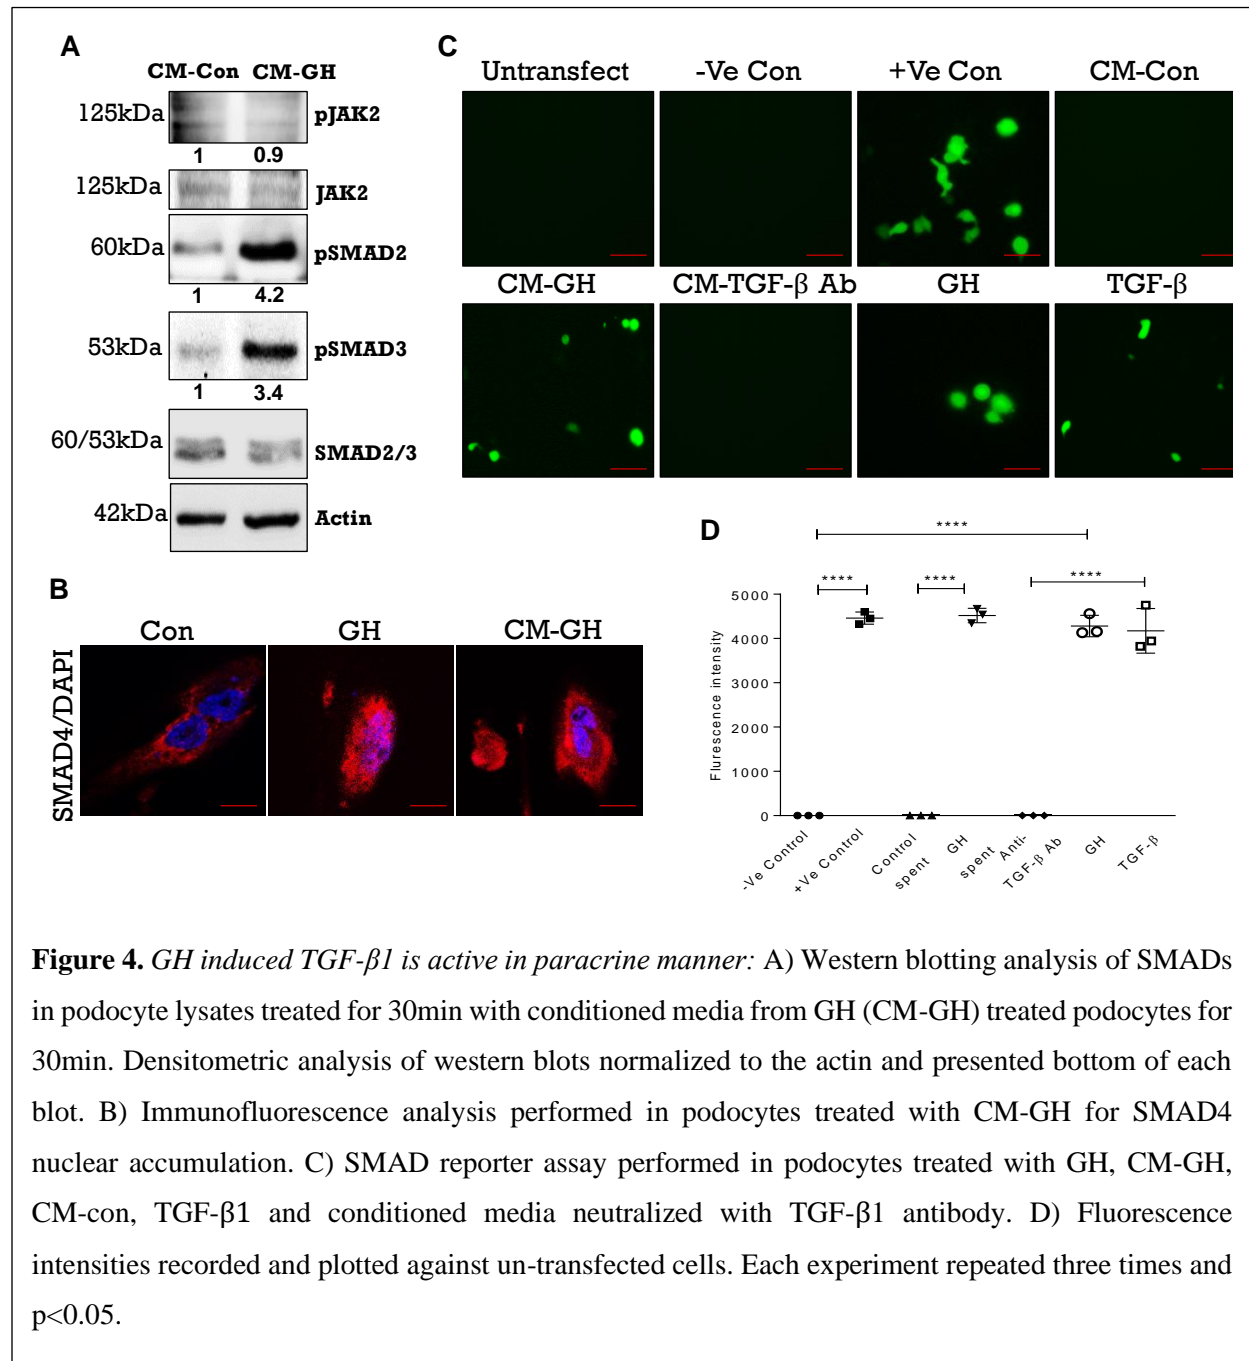 A
CM-Con CM-GH
125kDa pJAK2
1 0.9
125kDa JAK2
60kDa pSMAD2
1 4.2
53kDa pSMAD3
1 3.4
60/53kDa SMAD2/3
42kDa Actin
B
Con GH CM-GH
SMAD4/DAPI
C
Untransfect -Ve Con +Ve Con CM-Con
CM-GH CM-TGF-β Ab GH TGF-β
D
****
**** **** ****
Flurescence intensity
5000
4000
3000
2000
1000
0
-Ve Control
+Ve Control
Control
spent
GH
spent
Anti-
TGF-β Ab
GH
TGF-β
Figure 4. GH induced TGF-β1 is active in paracrine manner: A) Western blotting analysis of SMADs
in podocyte lysates treated for 30min with conditioned media from GH (CM-GH) treated podocytes for
30min. Densitometric analysis of western blots normalized to the actin and presented bottom of each
blot. B) Immunofluorescence analysis performed in podocytes treated with CM-GH for SMAD4
nuclear accumulation. C) SMAD reporter assay performed in podocytes treated with GH, CM-GH,
CM-con, TGF-β1 and conditioned media neutralized with TGF-β1 antibody. D) Fluorescence
intensities recorded and plotted against un-transfected cells. Each experiment repeated three times and
p<0.05.